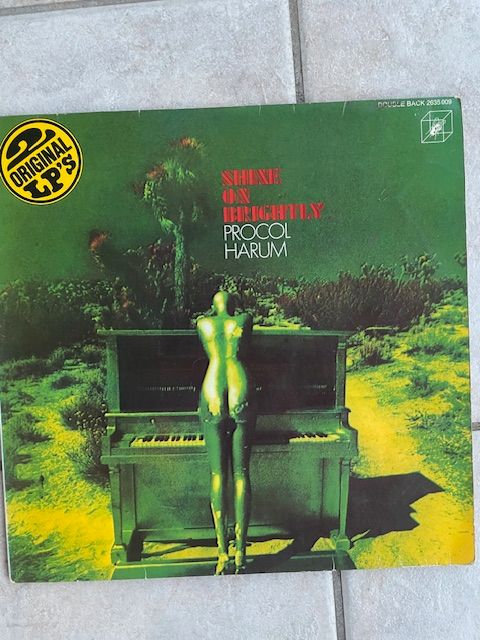 DOUBLE BACK 2635 009
2
ORIGINAL
LP'S
SHINE
ON
BRIGHTLY
PROCOL
HARUM